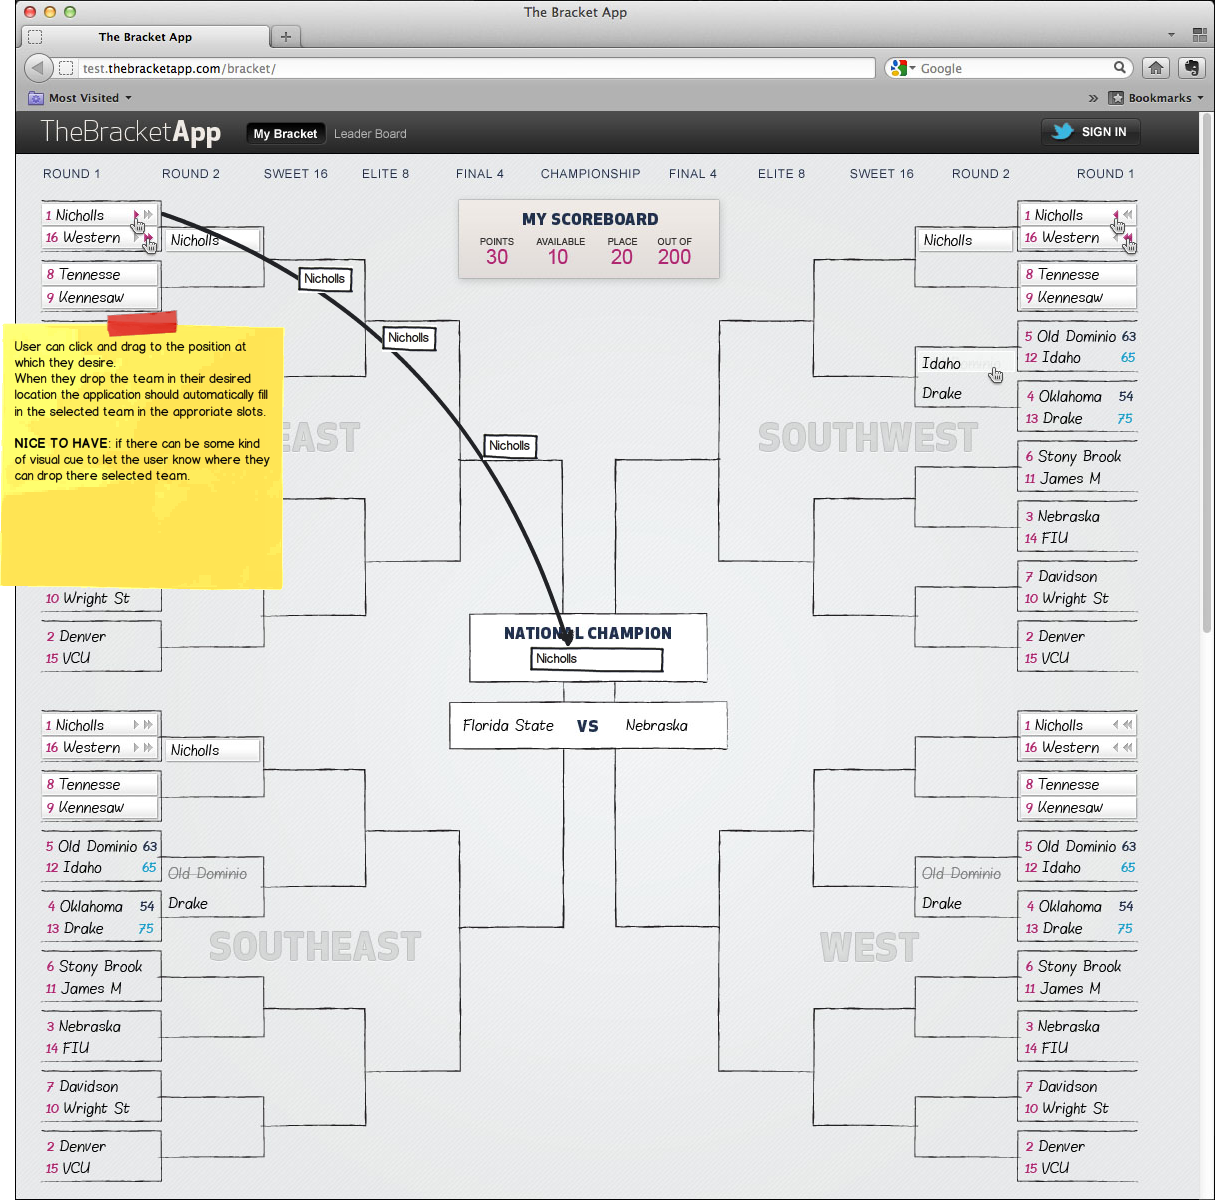 The Bracket App
The Bracket App
test.thebracketapp.com/bracket/
Google
Most Visited
Bookmarks
TheBracketApp
My Bracket
Leader Board
SIGN IN
ROUND 1
ROUND 2
SWEET 16
ELITE 8
FINAL 4
CHAMPIONSHIP
FINAL 4
ELITE 8
SWEET 16
ROUND 2
ROUND 1
1 Nicholls
16 Western
Nicholls
8 Tennesse
9 Kennesaw
Nicholls
Nicholls
Nicholls
MY SCOREBOARD
POINTS AVAILABLE PLACE OUT OF
30 10 20 200
User can click and drag to the position at
which they desire.
When they drop the team in their desired
location the application should automatically fill
in the selected team in the approriate slots.
NICE TO HAVE: if there can be some kind
of visual cue to let the user know where they
can drop there selected team.
EAST
10 Wright St
2 Denver
15 VCU
1 Nicholls
16 Western
Nicholls
8 Tennesse
9 Kennesaw
5 Old Dominio 63
12 Idaho 65
Idaho
Drake
4 Oklahoma 54
13 Drake 75
SOUTHWEST
6 Stony Brook
11 James M
3 Nebraska
14 FIU
7 Davidson
10 Wright St
2 Denver
15 VCU
NATIONAL CHAMPION
Nicholls
Florida State VS Nebraska
1 Nicholls
16 Western
Nicholls
8 Tennesse
9 Kennesaw
5 Old Dominio 63
12 Idaho 65
Old Dominio
Drake
4 Oklahoma 54
13 Drake 75
SOUTHEAST
6 Stony Brook
11 James M
3 Nebraska
14 FIU
7 Davidson
10 Wright St
2 Denver
15 VCU
1 Nicholls
16 Western
8 Tennesse
9 Kennesaw
5 Old Dominio 63
12 Idaho 65
Old Dominio
Drake
4 Oklahoma 54
13 Drake 75
WEST
6 Stony Brook
11 James M
3 Nebraska
14 FIU
7 Davidson
10 Wright St
2 Denver
15 VCU